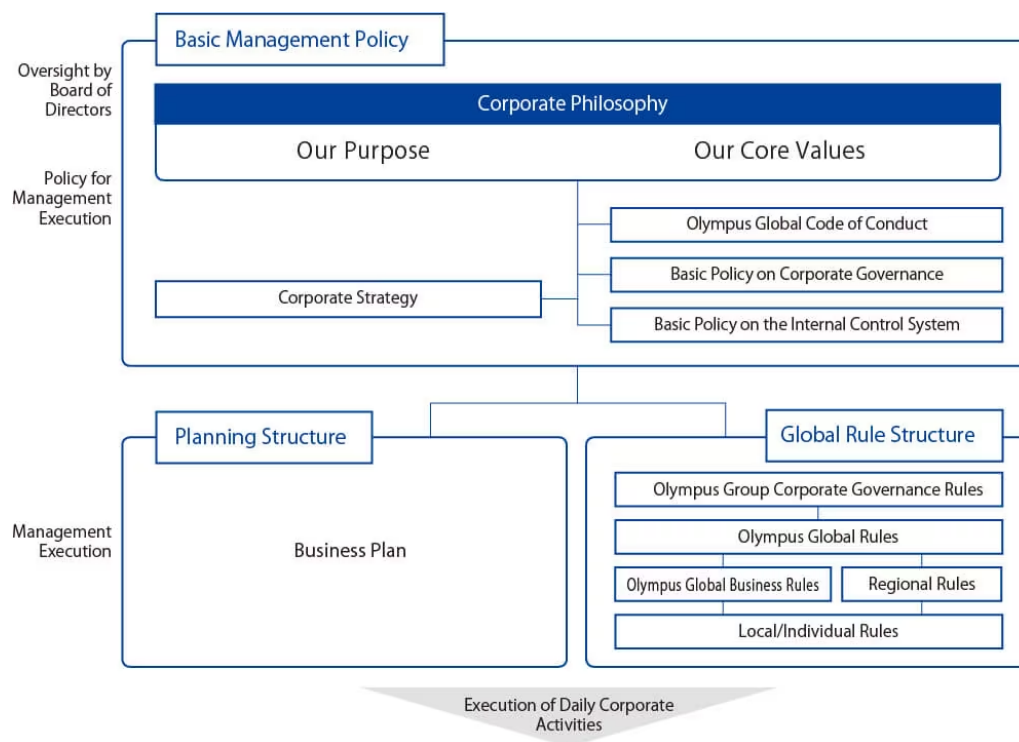 Basic Management Policy
Oversight by
Board of
Directors
Corporate Philosophy
Our Purpose
Our Core Values
Policy for
Management
Execution
Olympus Global Code of Conduct
Basic Policy on Corporate Governance
Corporate Strategy
Basic Policy on the Internal Control System
Planning Structure
Global Rule Structure
Management
Execution
Business Plan
Olympus Group Corporate Governance Rules
Olympus Global Rules
Olympus Global Business Rules
Regional Rules
Local/Individual Rules
Execution of Daily Corporate
Activities